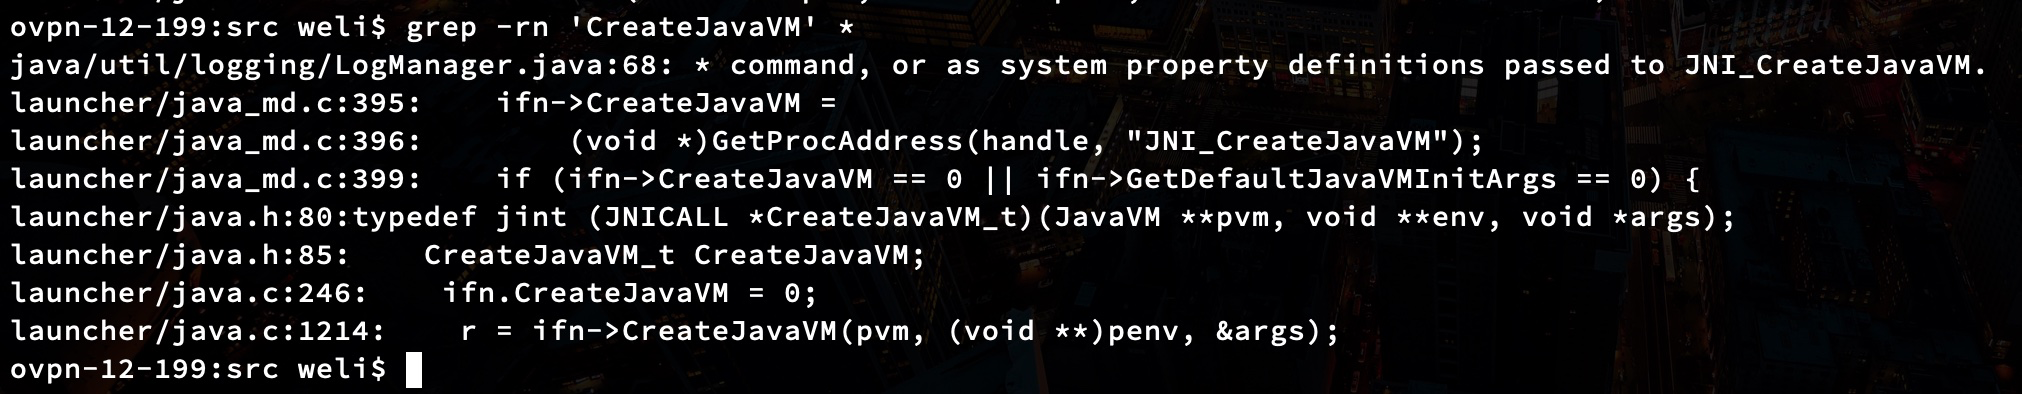 ovpn-12-199:src weli$ grep -rn 'CreateJavaVM' *
java/util/logging/LogManager.java:68: * command, or as system property definitions passed to JNI_CreateJavaVM.
launcher/java_md.c:395:    ifn->CreateJavaVM =
launcher/java_md.c:396:        (void *)GetProcAddress(handle, "JNI_CreateJavaVM");
launcher/java_md.c:399:    if (ifn->CreateJavaVM == 0 || ifn->GetDefaultJavaVMInitArgs == 0) {
launcher/java.h:80:typedef jint (JNICALL *CreateJavaVM_t)(JavaVM **pvm, void **env, void *args);
launcher/java.h:85:    CreateJavaVM_t CreateJavaVM;
launcher/java.c:246:    ifn.CreateJavaVM = 0;
launcher/java.c:1214:    r = ifn->CreateJavaVM(pvm, (void **)penv, &args);
ovpn-12-199:src weli$